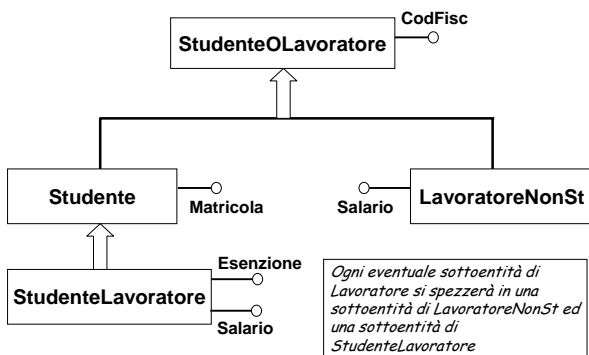 CodFisc
StudenteOLavoratore
Studente
Matricola
Salario
LavoratoreNonSt
Esenzione
StudenteLavoratore
Salario
Ogni eventuale sottoentità di
Lavoratore si spezzerà in una
sottoentità di LavoratoreNonSt ed
una sottoentità di
StudenteLavoratore